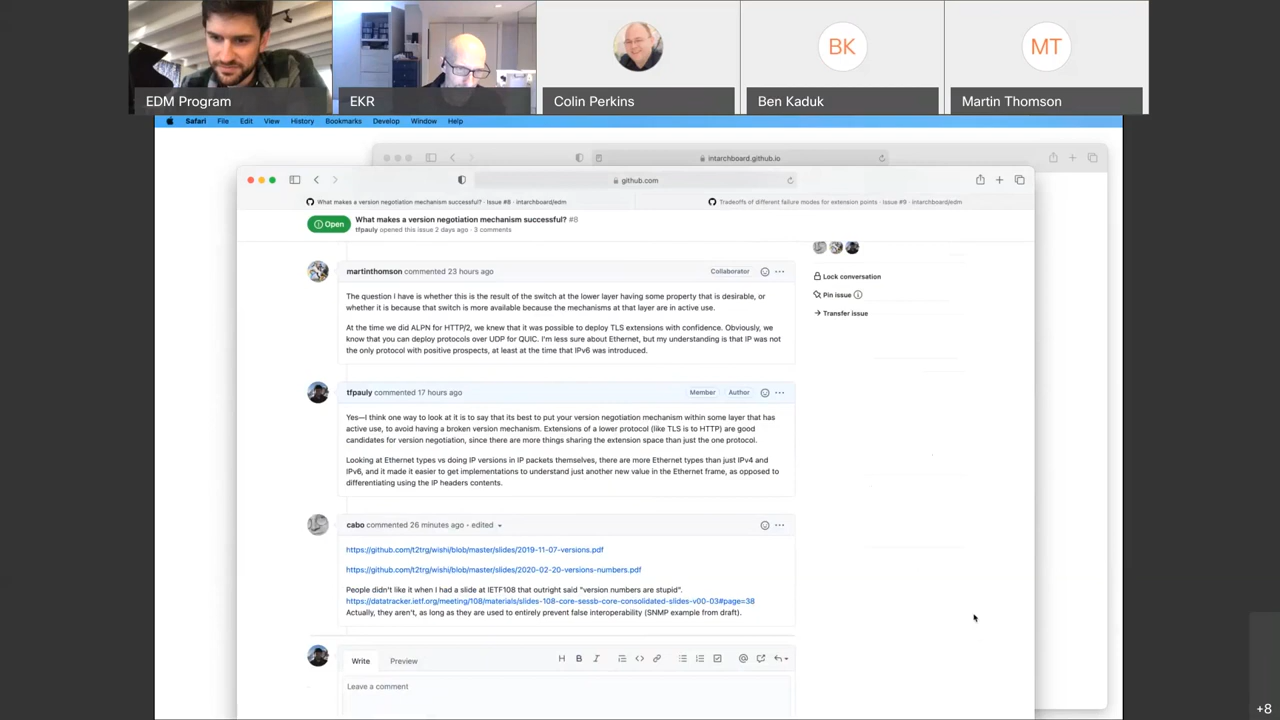 EDM Program
EKR
Colin Perkins
BK
Ben Kaduk
MT
Martin Thomson
Safari File Edit View History Bookmarks Develop Window Help
intarchboard.github.io
github.com
What makes a version negotiation mechanism successful? · Issue #8 · intarchboard/edm
Tradeoffs of different failure modes for extension points · Issue #9 · intarchboard/edm
Open
What makes a version negotiation mechanism successful? #8
tfpauly opened this issue 2 days ago · 3 comments
Lock conversation
Pin issue
Transfer issue
martinthomson commented 23 hours ago
Collaborator
The question I have is whether this is the result of the switch at the lower layer having some property that is desirable, or
whether it is because that switch is more available because the mechanisms at that layer are in active use.
At the time we did ALPN for HTTP/2, we knew that it was possible to deploy TLS extensions with confidence. Obviously, we
know that you can deploy protocols over UDP for QUIC. I'm less sure about Ethernet, but my understanding is that IP was not
the only protocol with positive prospects, at least at the time that IPv6 was introduced.
tfpauly commented 17 hours ago
Member
Author
Yes—I think one way to look at it is to say that its best to put your version negotiation mechanism within some layer that has
active use, to avoid having a broken version mechanism. Extensions of a lower protocol (like TLS is to HTTP) are good
candidates for version negotiation, since there are more things sharing the extension space than just the one protocol.
Looking at Ethernet types vs doing IP versions in IP packets themselves, there are more Ethernet types than just IPv4 and
IPv6, and it made it easier to get implementations to understand just another new value in the Ethernet frame, as opposed to
differentiating using the IP headers contents.
cabo commented 26 minutes ago - edited
https://github.com/t2trg/wishi/blob/master/slides/2019-11-07-versions.pdf
https://github.com/t2trg/wishi/blob/master/slides/2020-02-20-versions-numbers.pdf
People didn't like it when I had a slide at IETF108 that outright said "version numbers are stupid".
https://datatracker.ietf.org/meeting/108/materials/slides-108-core-sessb-core-consolidated-slides-v00-03#page=38
Actually, they aren't, as long as they are used to entirely prevent false interoperability (SNMP example from draft).
Write
Preview
Leave a comment
+8